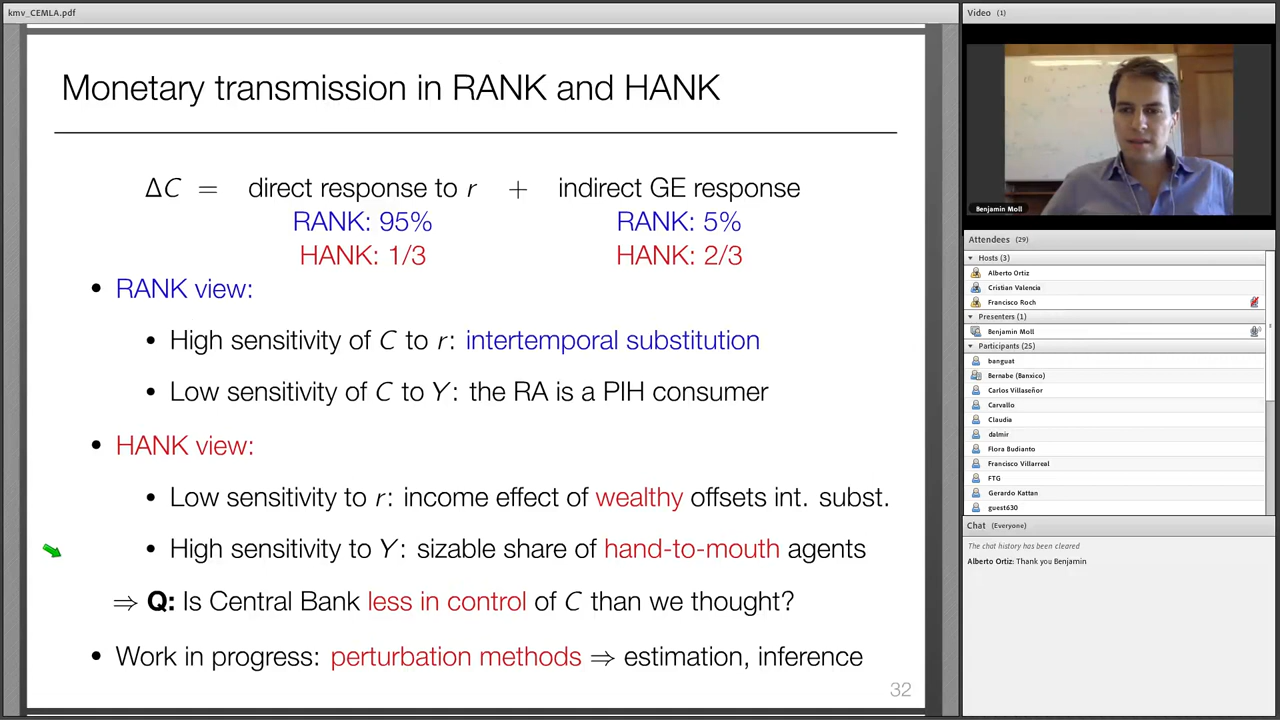 kmv_CEMLA.pdf
Monetary transmission in RANK and HANK
ΔC = direct response to r + indirect GE response
RANK: 95% RANK: 5%
HANK: 1/3 HANK: 2/3
• RANK view:
• High sensitivity of C to r: intertemporal substitution
• Low sensitivity of C to Y: the RA is a PIH consumer
• HANK view:
• Low sensitivity to r: income effect of wealthy offsets int. subst.
• High sensitivity to Y: sizable share of hand-to-mouth agents
⇒ Q: Is Central Bank less in control of C than we thought?
• Work in progress: perturbation methods ⇒ estimation, inference
32
Video (1)
Benjamin Moll
Attendees (29)
Hosts (3)
Alberto Ortiz
Cristian Valencia
Francisco Roch
Presenters (1)
Benjamin Moll
Participants (25)
banguat
Bernabe (Banxico)
Carlos Villaseñor
Carvallo
Claudia
dalmir
Flora Budianto
Francisco Villarreal
FTG
Gerardo Kattan
guest630
Chat (Everyone)
The chat history has been cleared
Alberto Ortiz: Thank you Benjamin